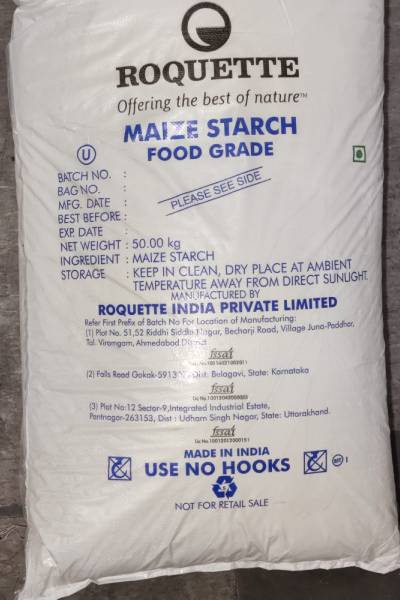 ROQUETTE
Offering the best of nature™
MAIZE STARCH
FOOD GRADE
U
BATCH NO. :
BAG NO. :
MFG. DATE :
BEST BEFORE :
EXP. DATE
PLEASE SEE SIDE
NET WEIGHT : 50.00 kg
INGREDIENT : MAIZE STARCH
STORAGE : KEEP IN CLEAN, DRY PLACE AT AMBIENT
TEMPERATURE AWAY FROM DIRECT SUNLIGHT.
MANUFACTURED BY
ROQUETTE INDIA PRIVATE LIMITED
Refer First Prefix of Batch No For Location of Manufacturing:
(1) Plot No. 51,52 Riddhi Siddhi Nagar, Becharji Road, Village Juna-Paddhar,
Tal. Viramgam, Ahmedabad District
fssai
(2) Falls Road Gokak-59130 Dist: Belagavi, State: Karnataka
fssai
(3) Plot No:12 Sector-9,Integrated Industrial Estate,
Pantnagar-263153, Dist : Udham Singh Nagar, State: Uttarakhand.
fssai
Lic No.10012012000151
MADE IN INDIA
USE NO HOOKS
NOT FOR RETAIL SALE